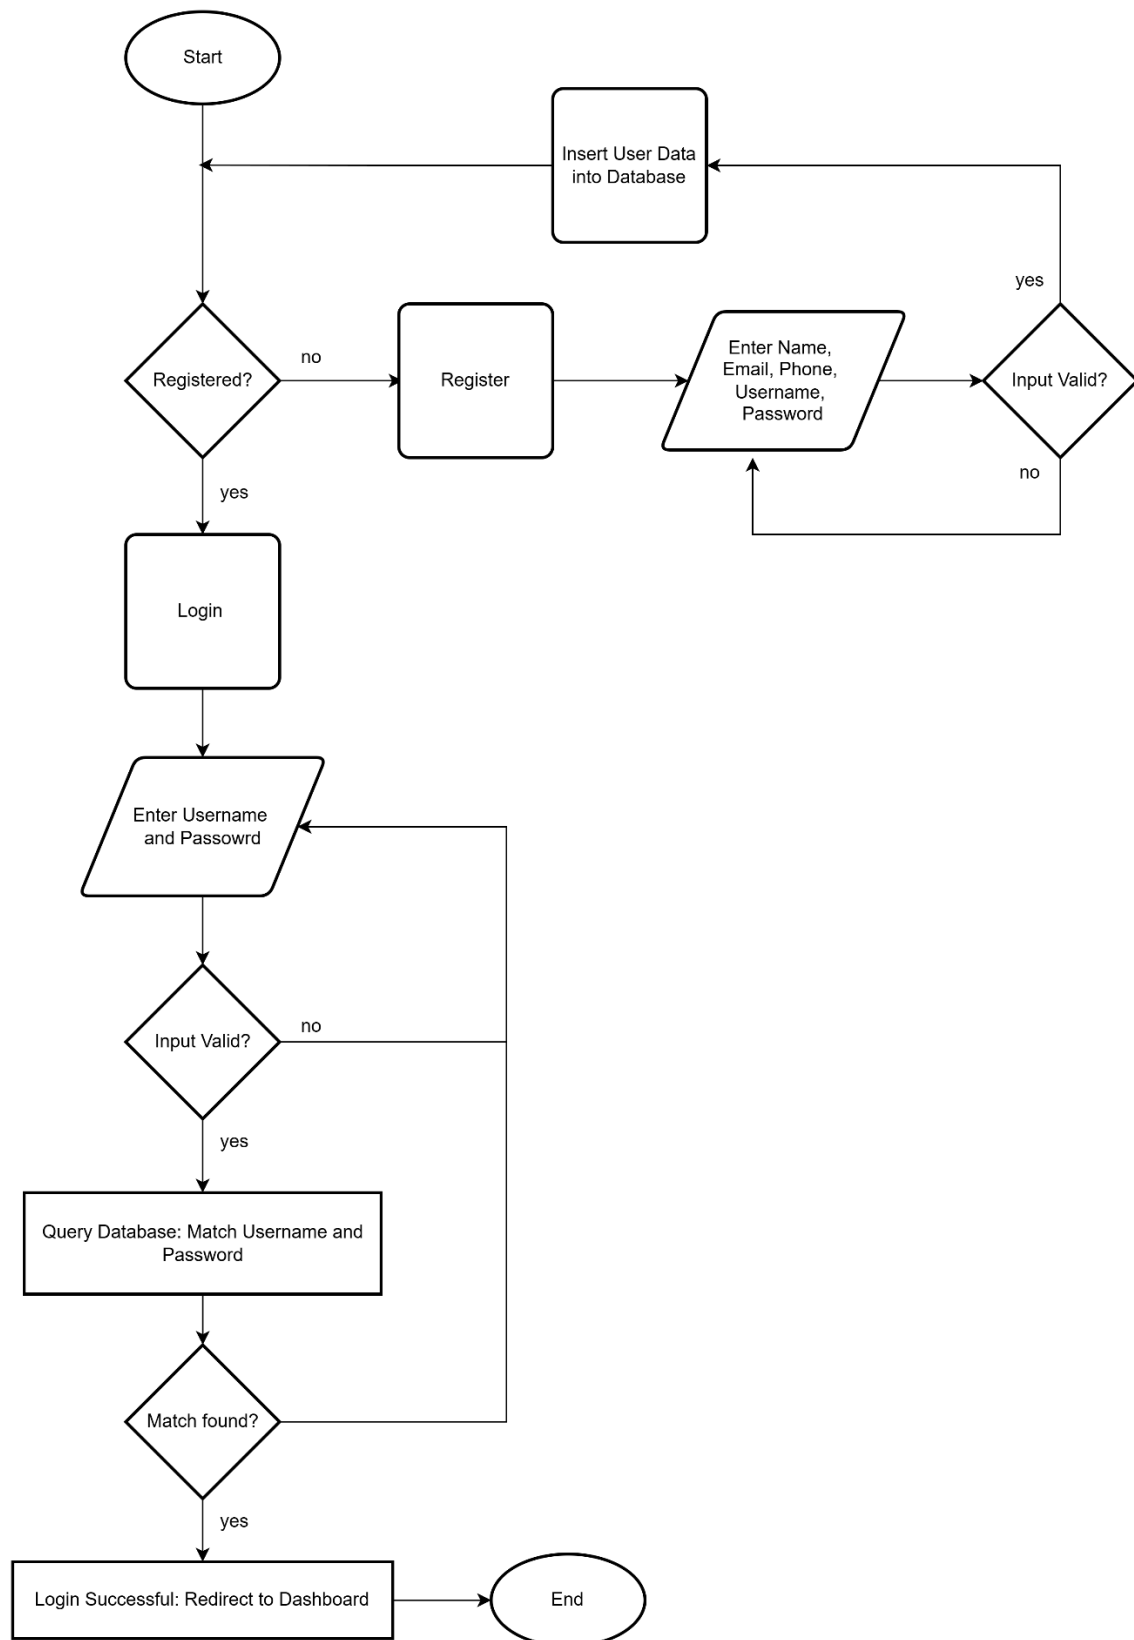 Start
Insert User Data
into Database
yes
Registered?
no
Register
Enter Name,
Email, Phone,
Username,
Password
Input Valid?
no
yes
Login
Enter Username
and Passowrd
Input Valid?
no
yes
Query Database: Match Username and
Password
Match found?
yes
Login Successful: Redirect to Dashboard
End